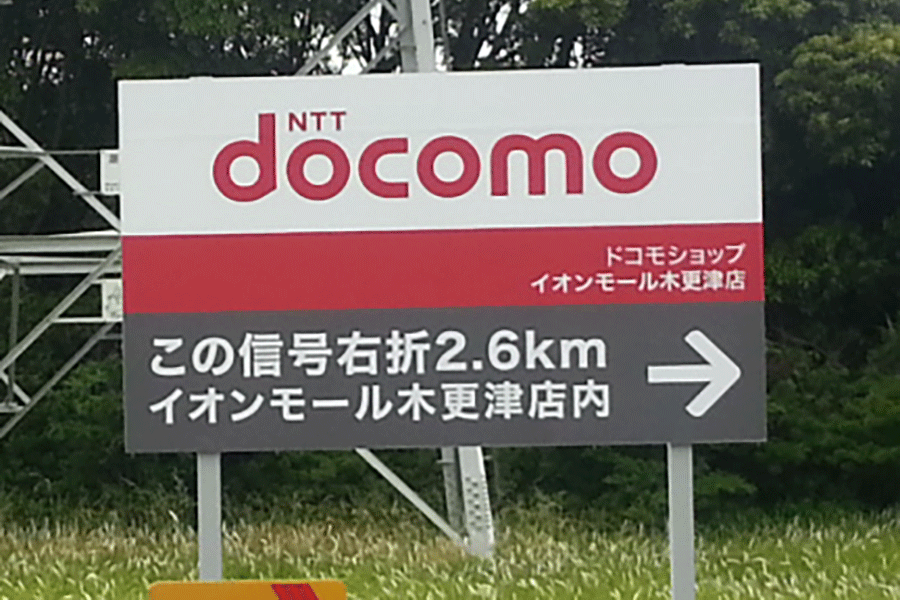 NTT
docomo
ドコモショップ
イオンモール木更津店
この信号右折2.6km
イオンモール木更津店内